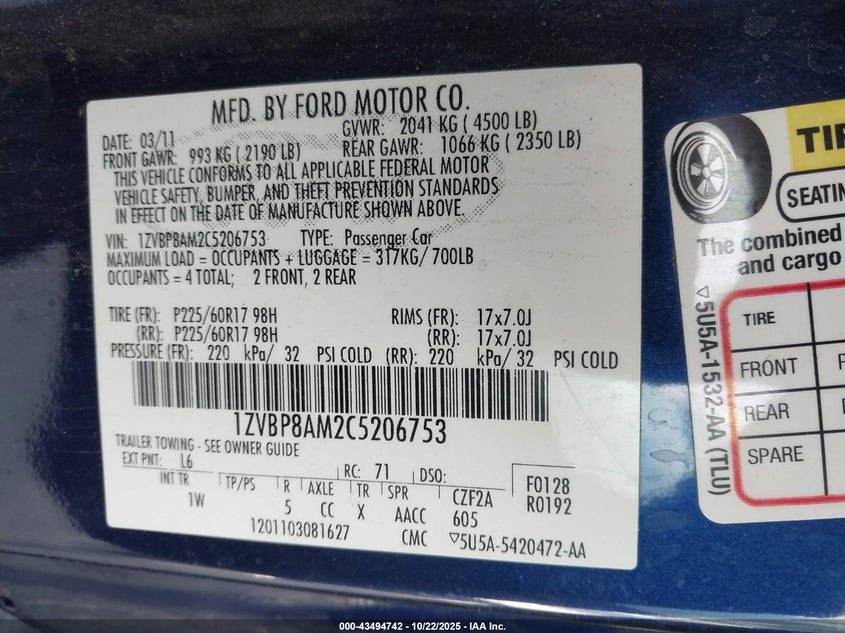 MFD. BY FORD MOTOR CO.
DATE: 03/11 GVWR: 2041 KG ( 4500 LB)
FRONT GAWR: 993 KG ( 2190 LB) REAR GAWR: 1066 KG ( 2350 LB)
THIS VEHICLE CONFORMS TO ALL APPLICABLE FEDERAL MOTOR
VEHICLE SAFETY, BUMPER, AND THEFT PREVENTION STANDARDS
IN EFFECT ON THE DATE OF MANUFACTURE SHOWN ABOVE.
VIN: 1ZVBP8AM2C5206753 TYPE: Passenger Car
MAXIMUM LOAD = OCCUPANTS + LUGGAGE = 317KG/ 700LB
OCCUPANTS = 4 TOTAL; 2 FRONT, 2 REAR
TIRE (FR): P225/60R17 98H RIMS (FR): 17x7.0J
(RR): P225/60R17 98H (RR): 17x7.0J
PRESSURE (FR): 220 kPa/ 32 PSI COLD (RR): 220 kPa/ 32 PSI COLD
1ZVBP8AM2C5206753
TRAILER TOWING - SEE OWNER GUIDE
EXT PNT: L6 RC: 71 DSO: F0128
INT TR TP/PS R AXLE TR SPR CZF2A R0192
1W 5 CC X AACC 605
1201103081627 CMC ▽5U5A-5420472-AA
TIR
SEATIN
The combined
and cargo
TIRE
FRONT
REAR
SPARE
▽5U5A-1532-AA (TLU)
000-43494742 - 10/22/2025 - IAA Inc.